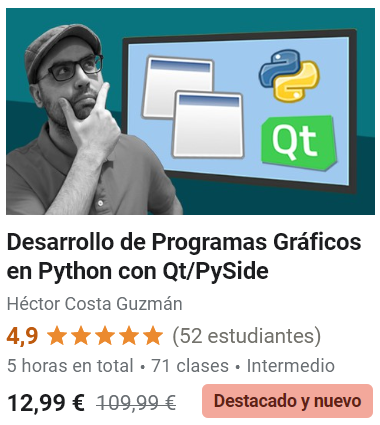 Qt
Desarrollo de Programas Gráficos
en Python con Qt/PySide
Héctor Costa Guzmán
4,9 ★★★★★ (52 estudiantes)
5 horas en total • 71 clases • Intermedio
12,99 € 109,99 € Destacado y nuevo